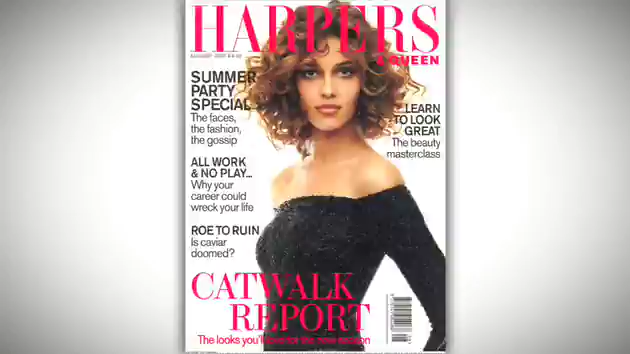 HARPERS
& QUEEN
SUMMER
PARTY
SPECIAL
The faces,
the fashion,
the gossip
LEARN
TO LOOK
GREAT
The beauty
masterclass
ALL WORK
& NO PLAY...
Why your
career could
wreck your life
ROE TO RUIN
Is caviar
doomed?
CATWALK
REPORT
The looks you'll